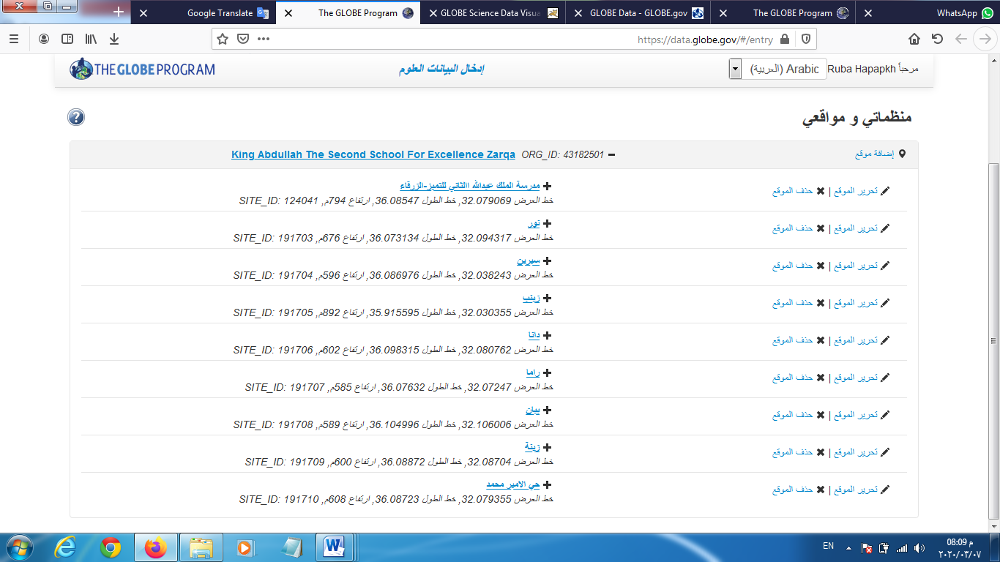 Google Translate
The GLOBE Program
GLOBE Science Data Visua
GLOBE Data - GLOBE.gov
The GLOBE Program
WhatsApp
https://data.globe.gov/#/entry
THE GLOBE PROGRAM
إدخال البيانات العلوم
Arabic (العربية)
مرحباً Ruba Hapapkh
منظماتي و مواقعي
إضافة موقع
King Abdullah The Second School For Excellence Zarqa ORG_ID: 43182501
مدرسة الملك عبدالله االثاني للتميز-الزرقاء
خط العرض 32.079069, خط الطول 36.08547, ارتفاع 794م, SITE_ID: 124041
تحرير الموقع | حذف الموقع
نور
خط العرض 32.094317, خط الطول 36.073134, ارتفاع 676م, SITE_ID: 191703
تحرير الموقع | حذف الموقع
سيرين
خط العرض 32.038243, خط الطول 36.086976, ارتفاع 596م, SITE_ID: 191704
تحرير الموقع | حذف الموقع
زينب
خط العرض 32.030355, خط الطول 35.915595, ارتفاع 892م, SITE_ID: 191705
تحرير الموقع | حذف الموقع
دانا
خط العرض 32.080762, خط الطول 36.098315, ارتفاع 602م, SITE_ID: 191706
تحرير الموقع | حذف الموقع
راما
خط العرض 32.07247, خط الطول 36.07632, ارتفاع 585م, SITE_ID: 191707
تحرير الموقع | حذف الموقع
بيان
خط العرض 32.106006, خط الطول 36.104996, ارتفاع 589م, SITE_ID: 191708
تحرير الموقع | حذف الموقع
زينة
خط العرض 32.08704, خط الطول 36.08872, ارتفاع 600م, SITE_ID: 191709
تحرير الموقع | حذف الموقع
حي الامير محمد
خط العرض 32.079355, خط الطول 36.08723, ارتفاع 608م, SITE_ID: 191710
تحرير الموقع | حذف الموقع
EN
08:09 م
٢٠٢٠/٠٣/٠٧